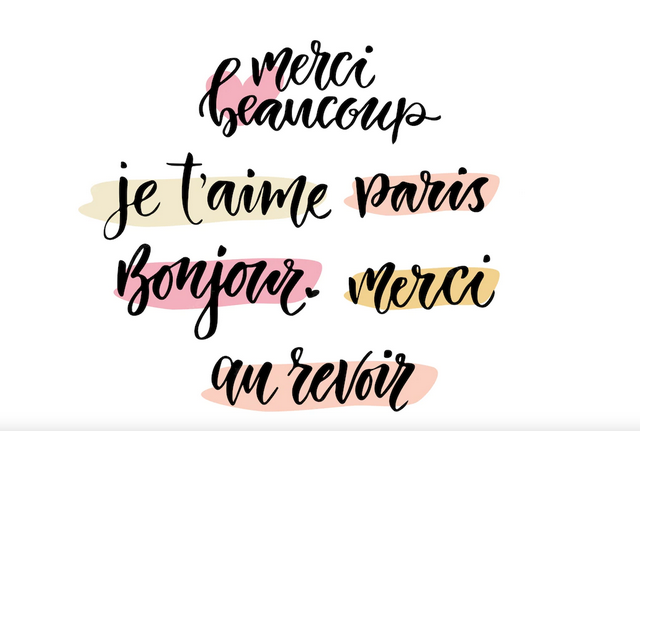 merci
beaucoup
je t'aime
paris
Bonjour
merci
au revoir